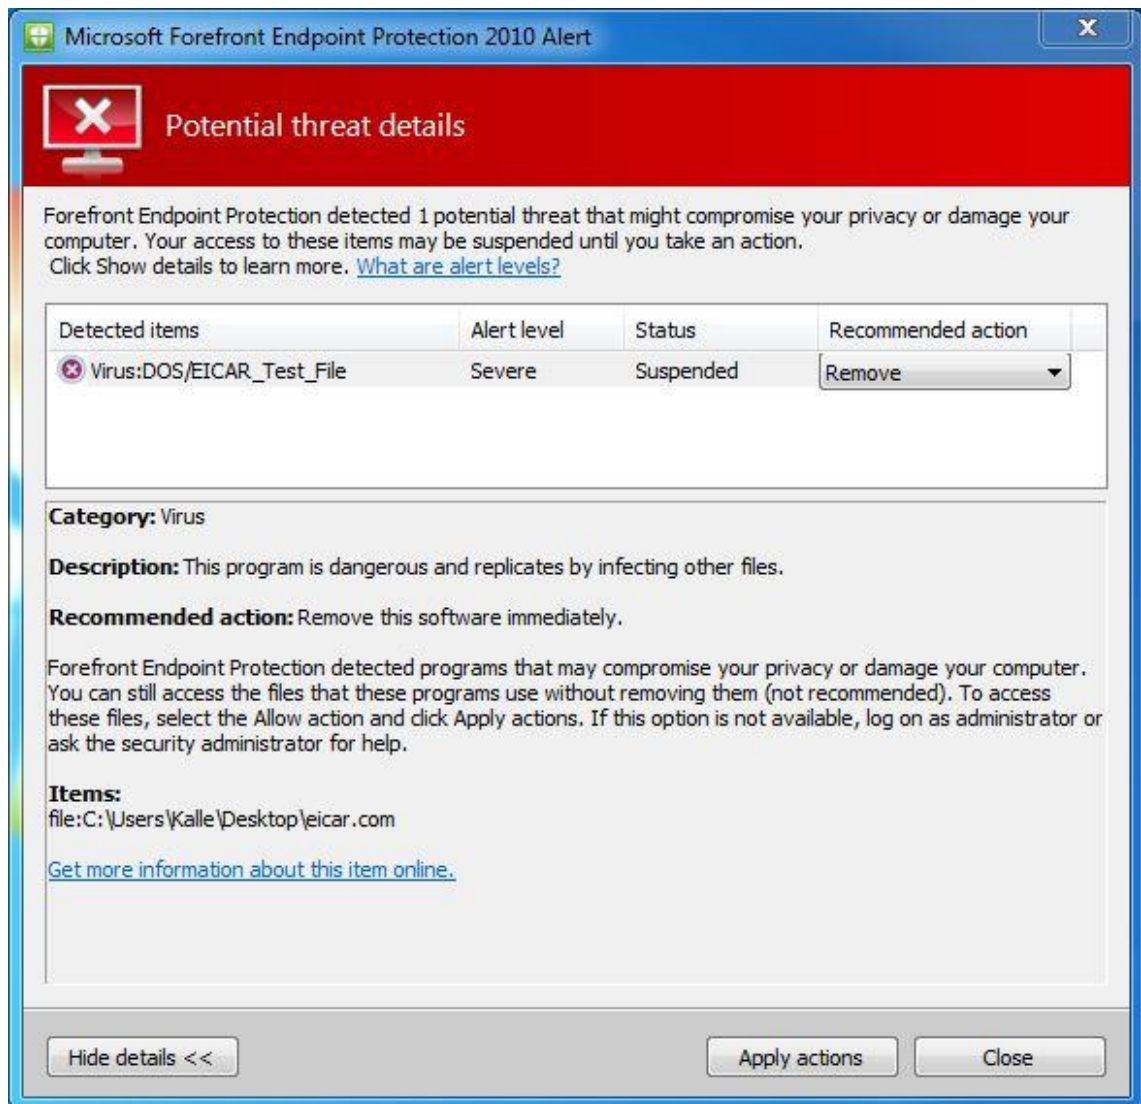 Microsoft Forefront Endpoint Protection 2010 Alert
X
Potential threat details
Forefront Endpoint Protection detected 1 potential threat that might compromise your privacy or damage your
computer. Your access to these items may be suspended until you take an action.
Click Show details to learn more. What are alert levels?
Detected items Alert level Status Recommended action
Virus:DOS/EICAR_Test_File Severe Suspended Remove
Category: Virus
Description: This program is dangerous and replicates by infecting other files.
Recommended action: Remove this software immediately.
Forefront Endpoint Protection detected programs that may compromise your privacy or damage your computer.
You can still access the files that these programs use without removing them (not recommended). To access
these files, select the Allow action and click Apply actions. If this option is not available, log on as administrator or
ask the security administrator for help.
Items:
file:C:\Users\Kalle\Desktop\eicar.com
Get more information about this item online.
Hide details << Apply actions Close